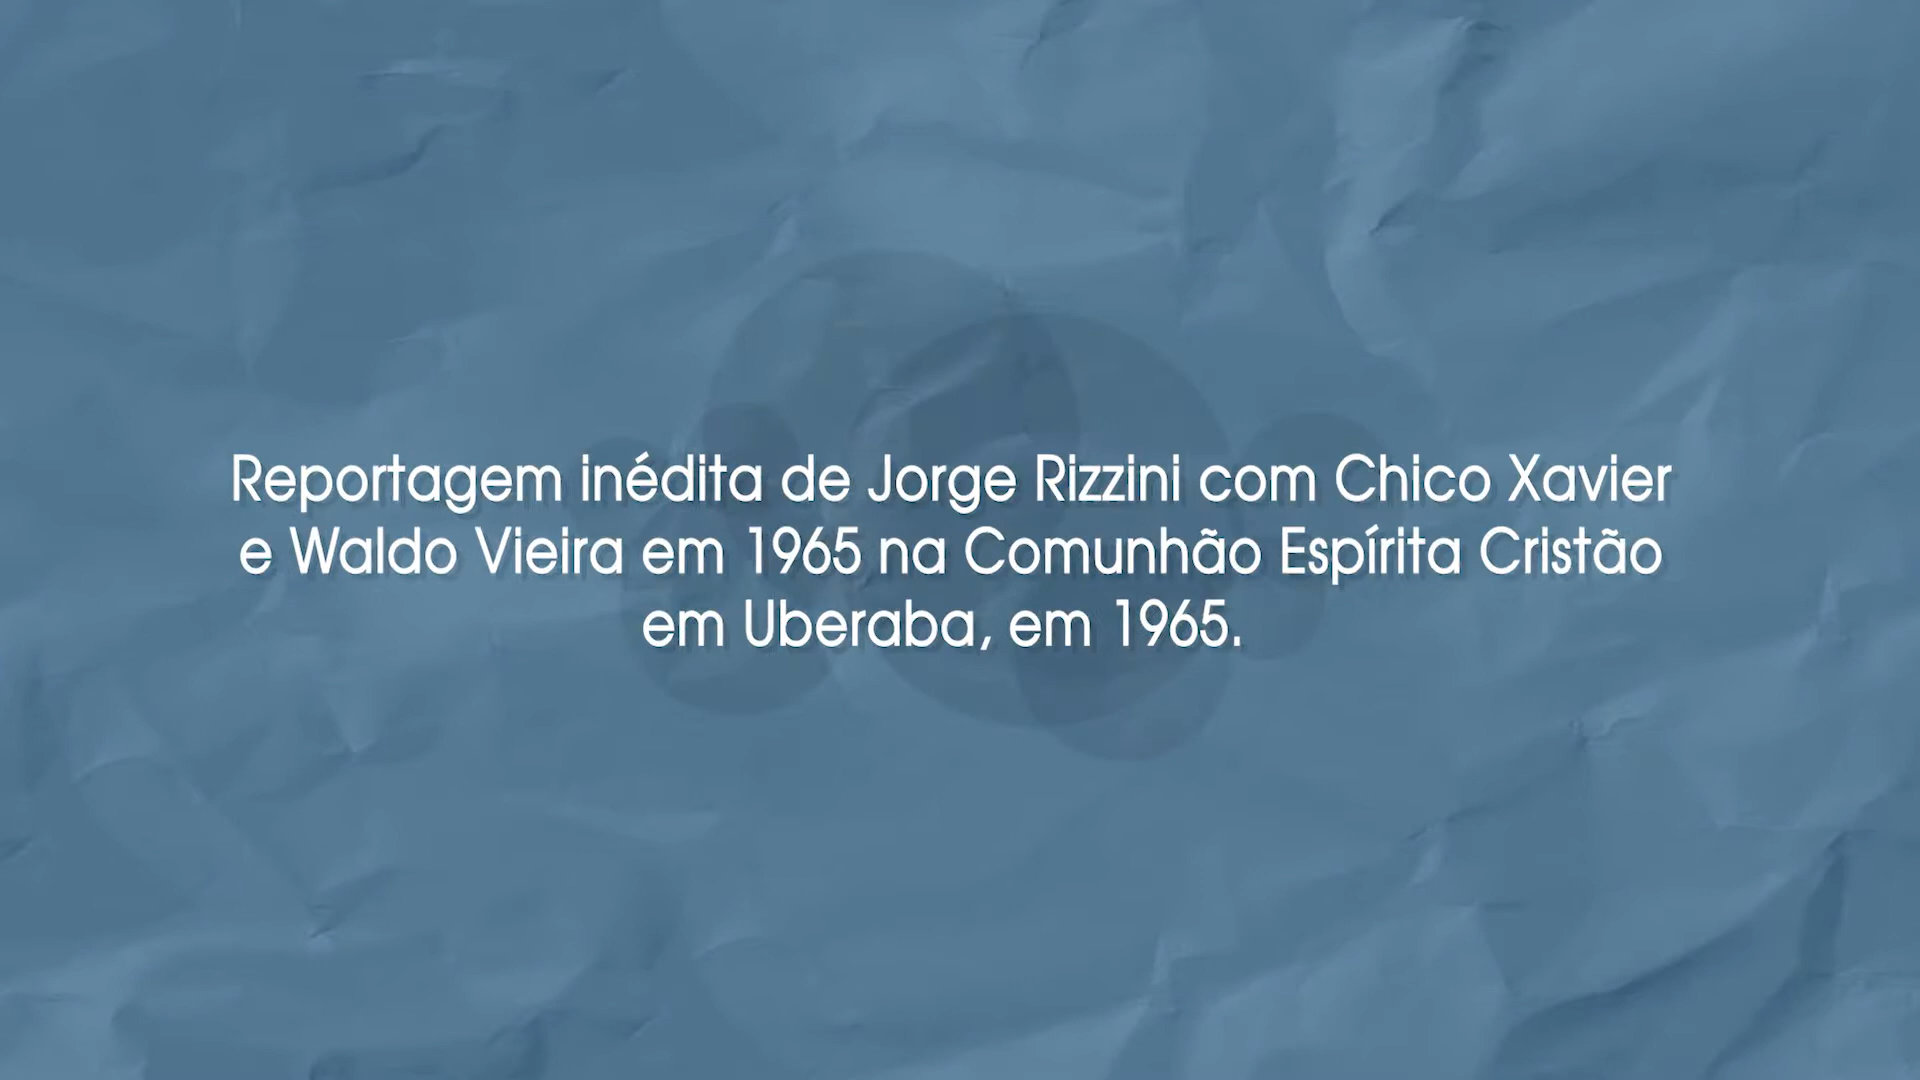 Reportagem inédita de Jorge Rizzini com Chico Xavier
e Waldo Vieira em 1965 na Comunhão Espírita Cristão
em Uberaba, em 1965.